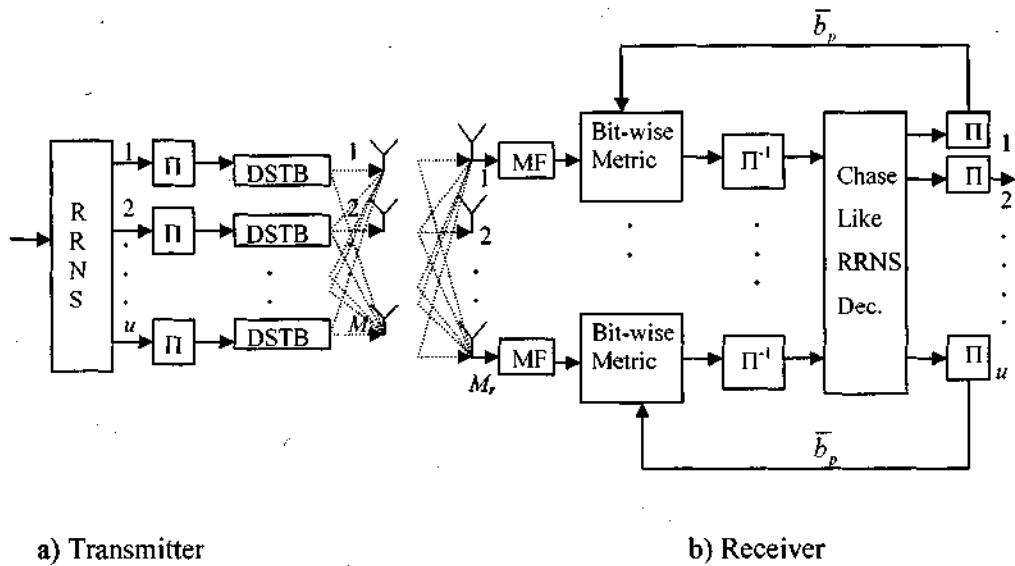 b̄ₚ
R
R
N
S
1
Π
DSTB
2
Π
DSTB
u
Π
DSTB
1
2
M
1
2
Mᵣ
MF
MF
Bit-wise
Metric
Bit-wise
Metric
Π⁻¹
Π⁻¹
Chase
Like
RRNS
Dec.
Π
1
Π
2
Π
u
b̄ₚ
a) Transmitter
b) Receiver